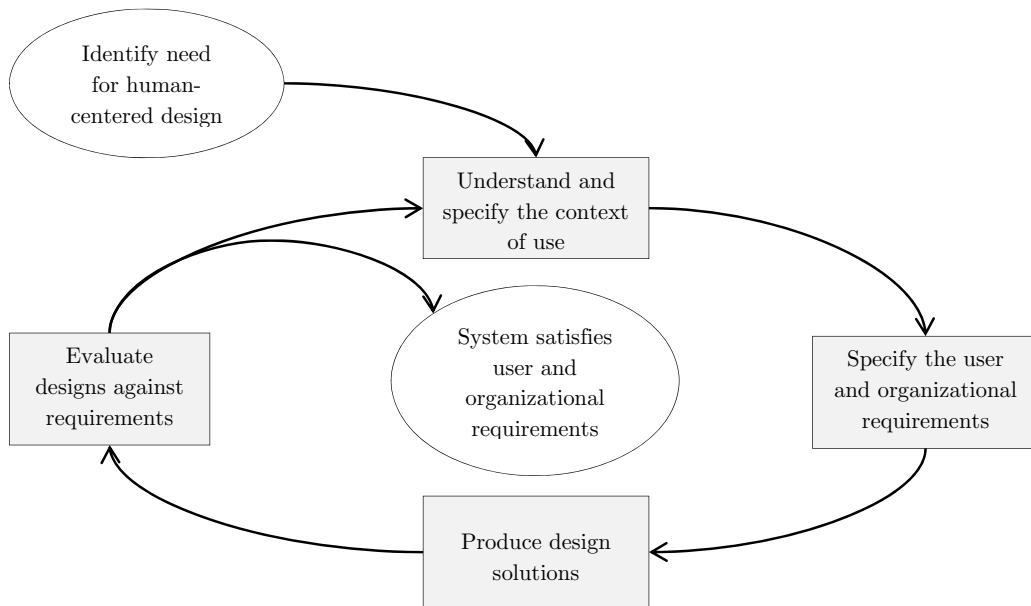 Identify need
for human-
centered design
Understand and
specify the context
of use
System satisfies
user and
organizational
requirements
Evaluate
designs against
requirements
Specify the user
and organizational
requirements
Produce design
solutions